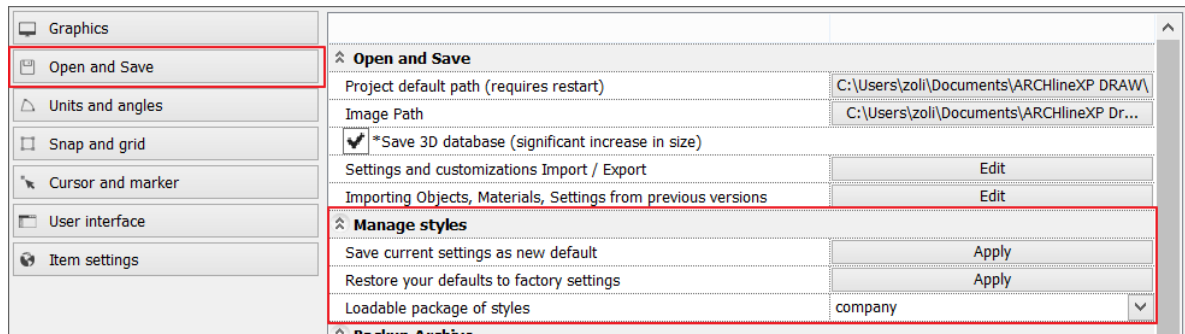 Graphics
Open and Save
Units and angles
Snap and grid
Cursor and marker
User interface
Item settings
Open and Save
Project default path (requires restart) C:\Users\zoli\Documents\ARCHlineXP DRAW\
Image Path C:\Users\zoli\Documents\ARCHlineXP Dr...
*Save 3D database (significant increase in size)
Settings and customizations Import / Export Edit
Importing Objects, Materials, Settings from previous versions Edit
Manage styles
Save current settings as new default Apply
Restore your defaults to factory settings Apply
Loadable package of styles company
Backup Archive